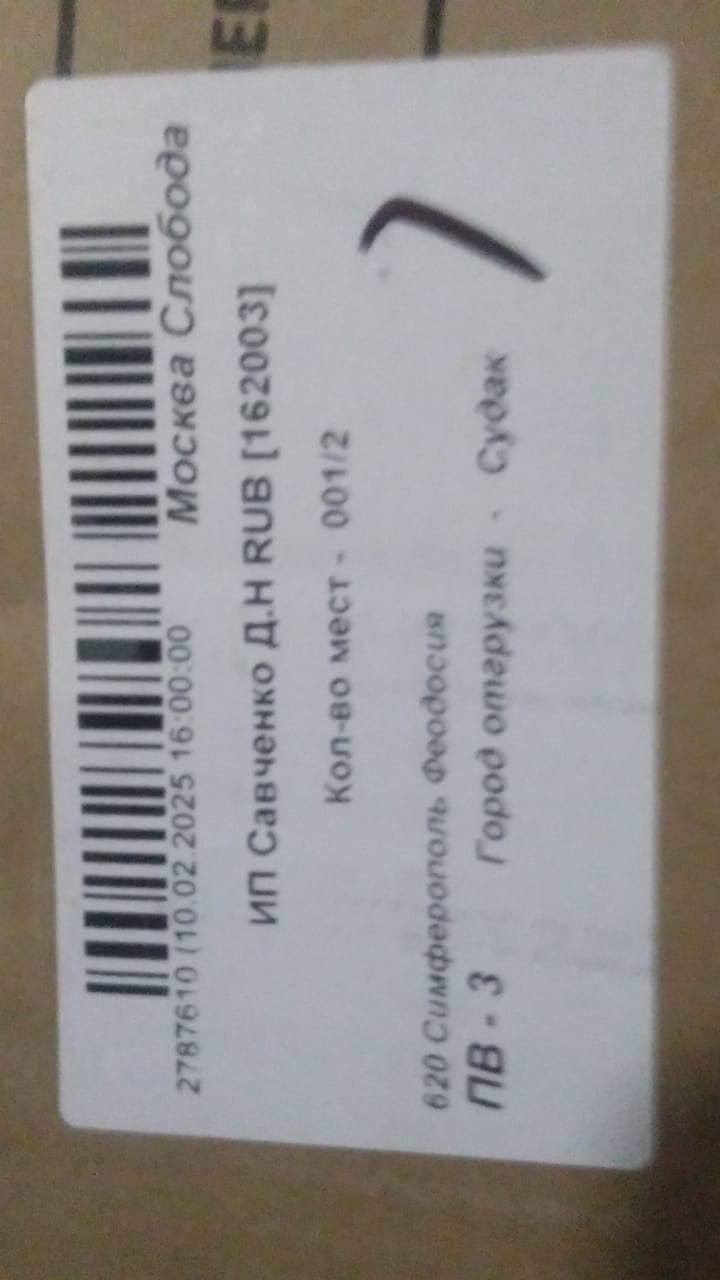 2787610 (10.02.2025 16:00:00 Москва Слобода
ИП Савченко Д.Н RUB [162003]
Кол-во мест - 001/2
620 Симферополь Феодосия
ПВ - 3 Город отгрузки · Судак